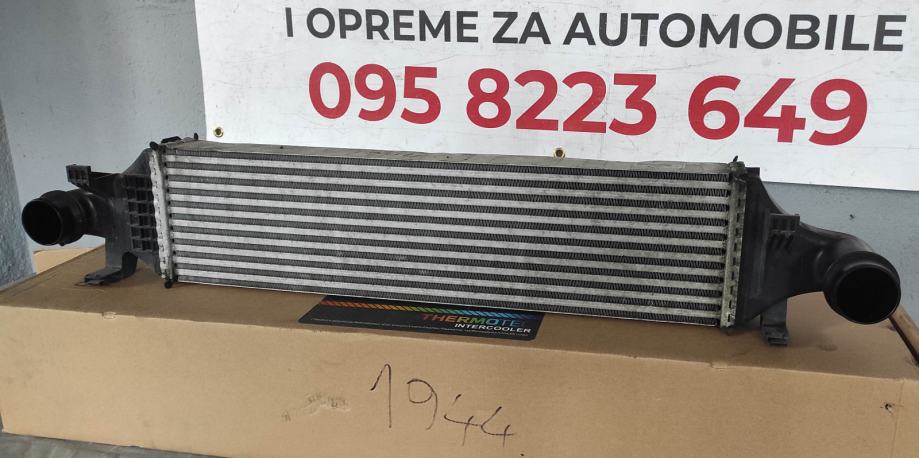 I OPREME ZA AUTOMOBILE
095 8223 649
THERMOTEC
INTERCOOLER
1944